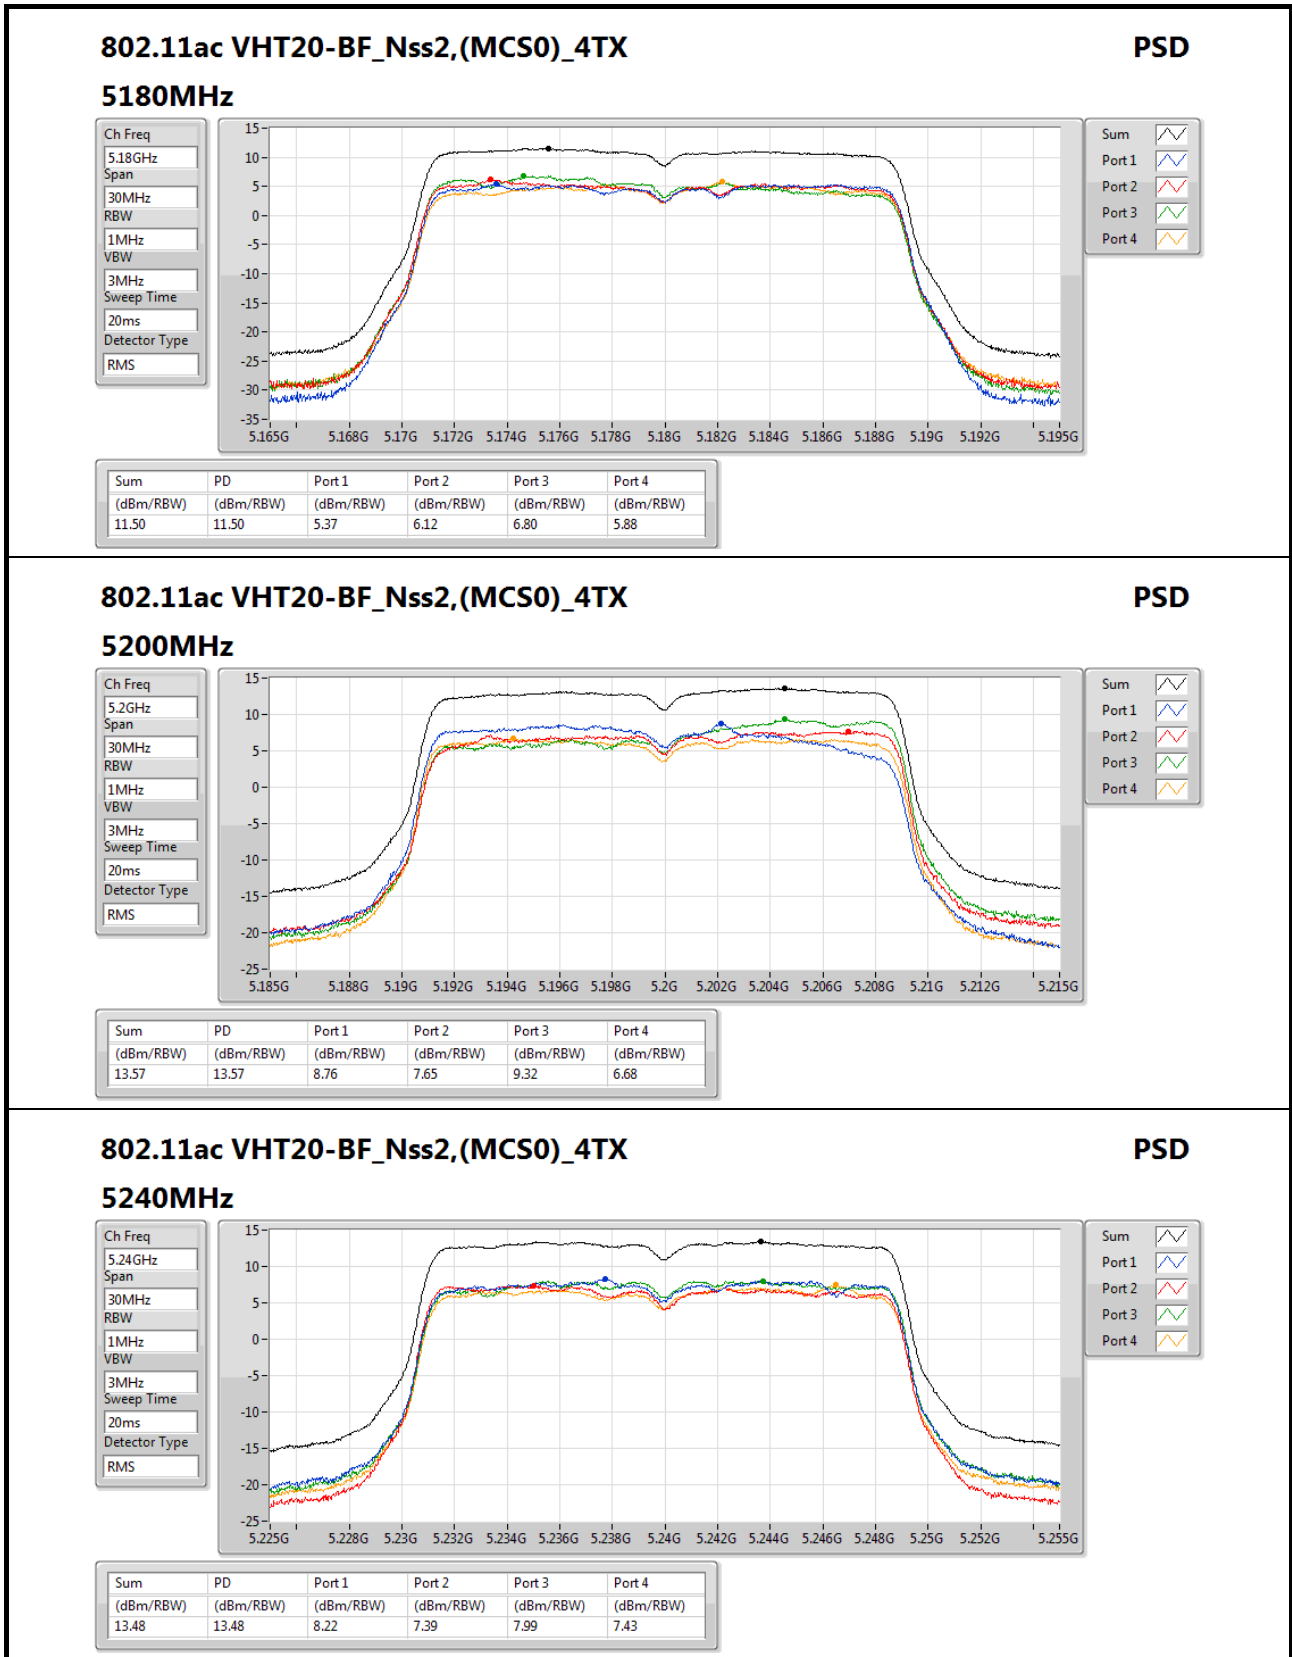 802.11ac VHT20-BF_Nss2,(MCS0)_4TX PSD
5180MHz
Ch Freq
5.18GHz
Span
30MHz
RBW
1MHz
VBW
3MHz
Sweep Time
20ms
Detector Type
RMS
15
10
5
0
-5
-10
-15
-20
-25
-30
-35
5.165G 5.168G 5.17G 5.172G 5.174G 5.176G 5.178G 5.18G 5.182G 5.184G 5.186G 5.188G 5.19G 5.192G 5.195G
Sum
Port 1
Port 2
Port 3
Port 4
Sum PD Port 1 Port 2 Port 3 Port 4
(dBm/RBW) (dBm/RBW) (dBm/RBW) (dBm/RBW) (dBm/RBW) (dBm/RBW)
11.50 11.50 5.37 6.12 6.80 5.88
802.11ac VHT20-BF_Nss2,(MCS0)_4TX PSD
5200MHz
Ch Freq
5.2GHz
Span
30MHz
RBW
1MHz
VBW
3MHz
Sweep Time
20ms
Detector Type
RMS
15
10
5
0
-5
-10
-15
-20
-25
5.185G 5.188G 5.19G 5.192G 5.194G 5.196G 5.198G 5.2G 5.202G 5.204G 5.206G 5.208G 5.21G 5.212G 5.215G
Sum
Port 1
Port 2
Port 3
Port 4
Sum PD Port 1 Port 2 Port 3 Port 4
(dBm/RBW) (dBm/RBW) (dBm/RBW) (dBm/RBW) (dBm/RBW) (dBm/RBW)
13.57 13.57 8.76 7.65 9.32 6.68
802.11ac VHT20-BF_Nss2,(MCS0)_4TX PSD
5240MHz
Ch Freq
5.24GHz
Span
30MHz
RBW
1MHz
VBW
3MHz
Sweep Time
20ms
Detector Type
RMS
15
10
5
0
-5
-10
-15
-20
-25
5.225G 5.228G 5.23G 5.232G 5.234G 5.236G 5.238G 5.24G 5.242G 5.244G 5.246G 5.248G 5.25G 5.252G 5.255G
Sum
Port 1
Port 2
Port 3
Port 4
Sum PD Port 1 Port 2 Port 3 Port 4
(dBm/RBW) (dBm/RBW) (dBm/RBW) (dBm/RBW) (dBm/RBW) (dBm/RBW)
13.48 13.48 8.22 7.39 7.99 7.43